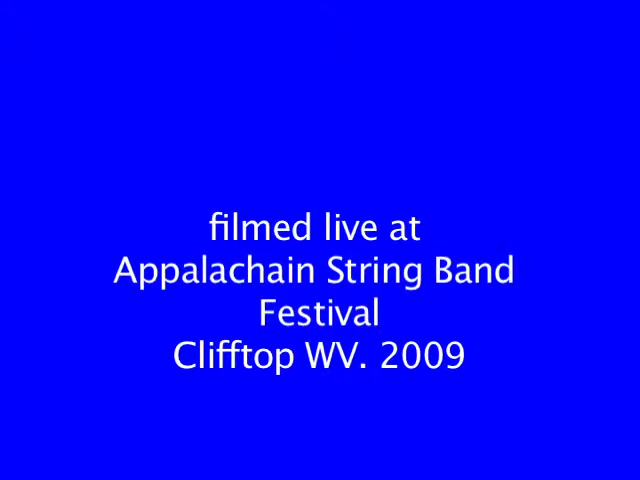 filmed live at
Appalachain String Band
Festival
Clifftop WV. 2009